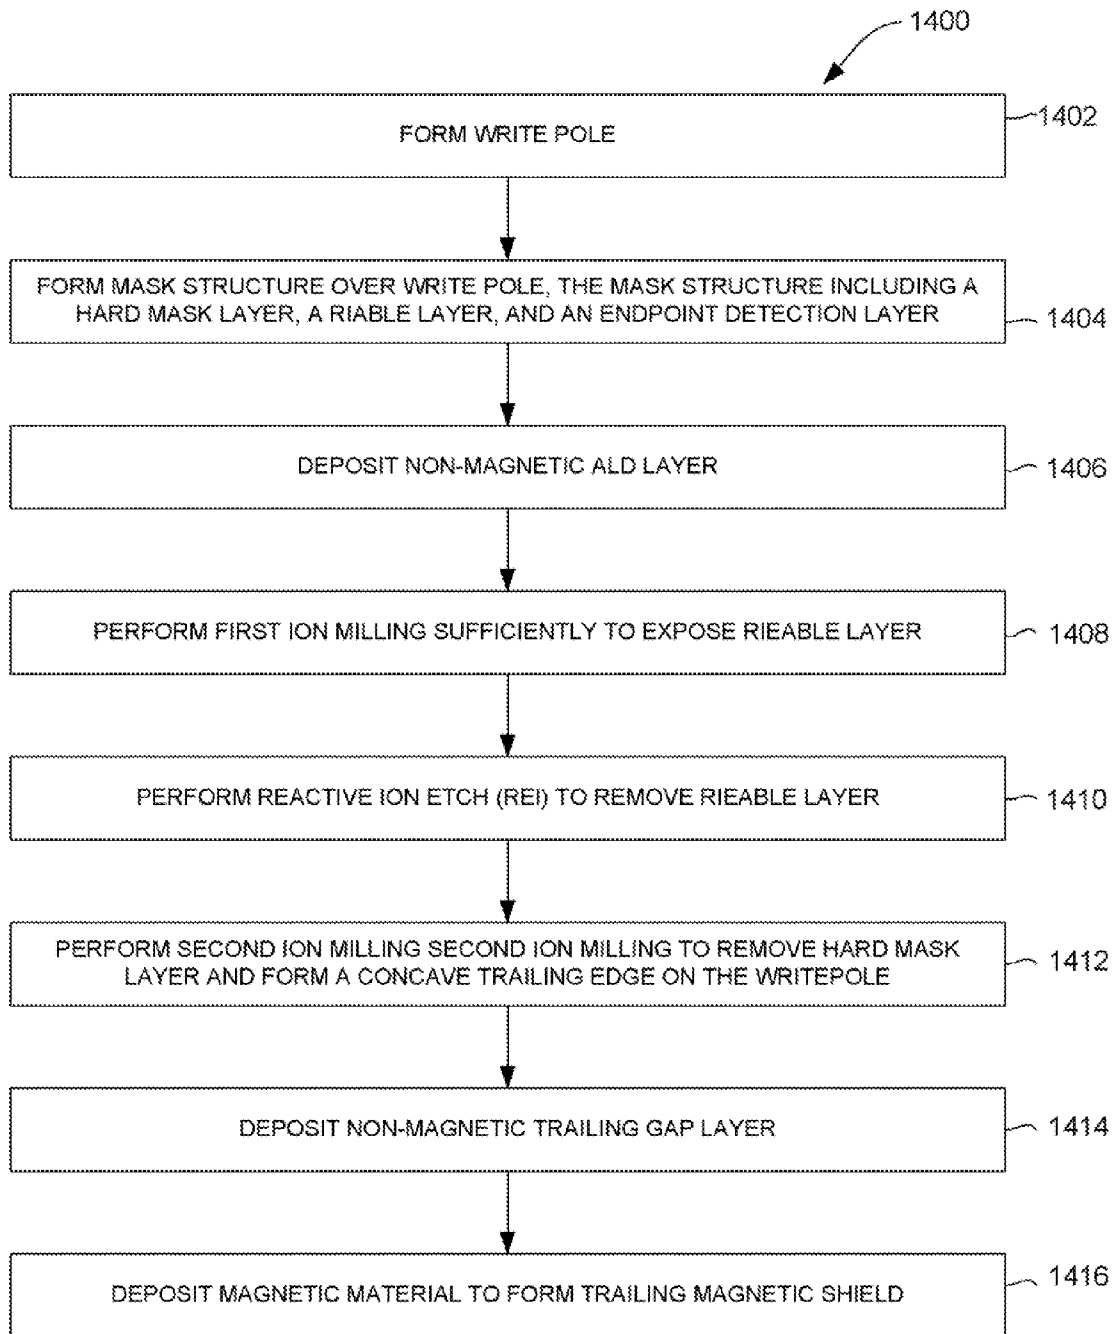 1400
FORM WRITE POLE
1402
FORM MASK STRUCTURE OVER WRITE POLE, THE MASK STRUCTURE INCLUDING A
HARD MASK LAYER, A RIABLE LAYER, AND AN ENDPOINT DETECTION LAYER
1404
DEPOSIT NON-MAGNETIC ALD LAYER
1406
PERFORM FIRST ION MILLING SUFFICIENTLY TO EXPOSE RIEABLE LAYER
1408
PERFORM REACTIVE ION ETCH (REI) TO REMOVE RIEABLE LAYER
1410
PERFORM SECOND ION MILLING SECOND ION MILLING TO REMOVE HARD MASK
LAYER AND FORM A CONCAVE TRAILING EDGE ON THE WRITEPOLE
1412
DEPOSIT NON-MAGNETIC TRAILING GAP LAYER
1414
DEPOSIT MAGNETIC MATERIAL TO FORM TRAILING MAGNETIC SHIELD
1416